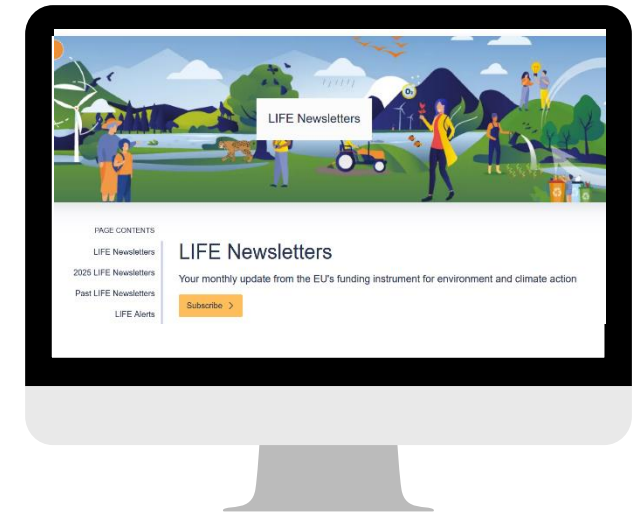 O₃
LIFE Newsletters
PAGE CONTENTS
LIFE Newsletters
2025 LIFE Newsletters
Past LIFE Newsletters
LIFE Alerts
LIFE Newsletters
Your monthly update from the EU's funding instrument for environment and climate action
Subscribe >